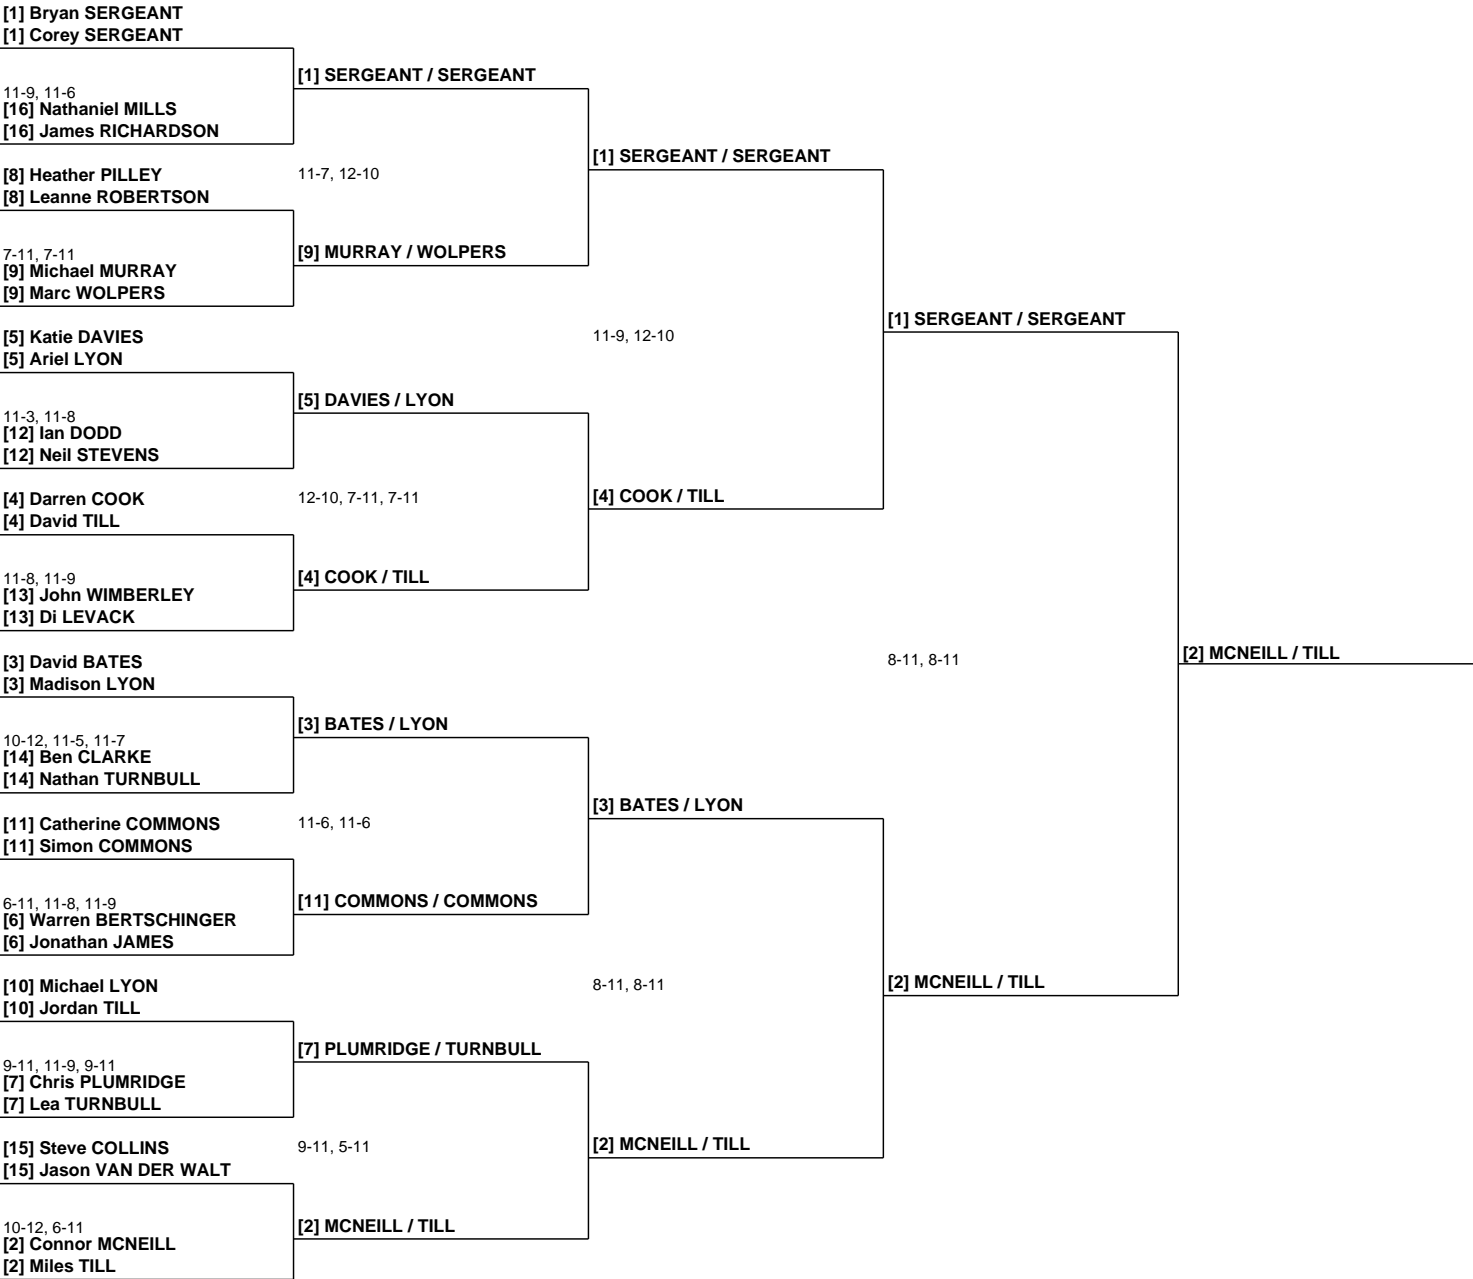 [1] Bryan SERGEANT
[1] Corey SERGEANT
11-9, 11-6
[16] Nathaniel MILLS
[16] James RICHARDSON
[8] Heather PILLEY
[8] Leanne ROBERTSON
7-11, 7-11
[9] Michael MURRAY
[9] Marc WOLPERS
[5] Katie DAVIES
[5] Ariel LYON
11-3, 11-8
[12] Ian DODD
[12] Neil STEVENS
[4] Darren COOK
[4] David TILL
11-8, 11-9
[13] John WIMBERLEY
[13] Di LEVACK
[3] David BATES
[3] Madison LYON
10-12, 11-5, 11-7
[14] Ben CLARKE
[14] Nathan TURNBULL
[11] Catherine COMMONS
[11] Simon COMMONS
6-11, 11-8, 11-9
[6] Warren BERTSCHINGER
[6] Jonathan JAMES
[10] Michael LYON
[10] Jordan TILL
9-11, 11-9, 9-11
[7] Chris PLUMRIDGE
[7] Lea TURNBULL
[15] Steve COLLINS
[15] Jason VAN DER WALT
10-12, 6-11
[2] Connor MCNEILL
[2] Miles TILL
[1] SERGEANT / SERGEANT
11-7, 12-10
[9] MURRAY / WOLPERS
[5] DAVIES / LYON
12-10, 7-11, 7-11
[4] COOK / TILL
[3] BATES / LYON
11-6, 11-6
[11] COMMONS / COMMONS
[7] PLUMRIDGE / TURNBULL
9-11, 5-11
[2] MCNEILL / TILL
[1] SERGEANT / SERGEANT
11-9, 12-10
[4] COOK / TILL
[3] BATES / LYON
8-11, 8-11
[2] MCNEILL / TILL
[1] SERGEANT / SERGEANT
8-11, 8-11
[2] MCNEILL / TILL
[2] MCNEILL / TILL